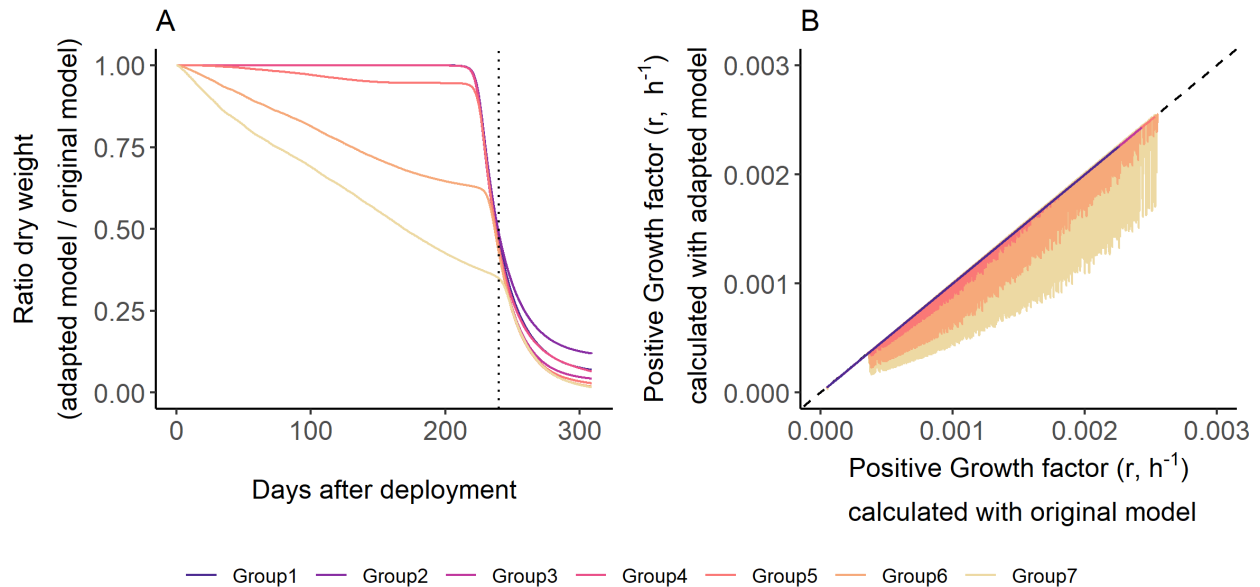 A
Ratio dry weight
(adapted model / original model)
1.00
0.75
0.50
0.25
0.00
0
100
200
300
Days after deployment
B
Positive Growth factor (r, h⁻¹)
calculated with adapted model
0.003
0.002
0.001
0.000
0.000
0.001
0.002
0.003
Positive Growth factor (r, h⁻¹)
calculated with original model
Group1 Group2 Group3 Group4 Group5 Group6 Group7